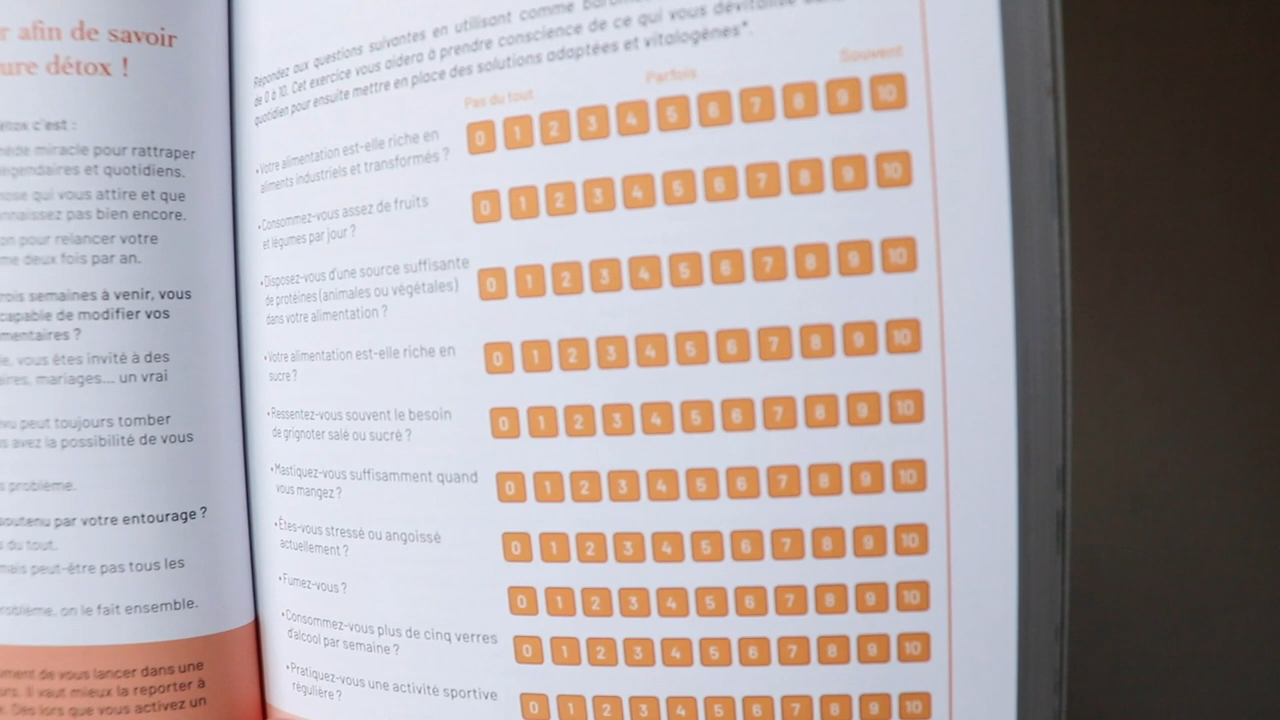 r afin de savoir
ure détox !
détox c'est :
mède miracle pour rattraper
légendaires et quotidiens.
hose qui vous attire et que
nnaissez pas bien encore.
on pour relancer votre
me deux fois par an.
rois semaines à venir, vous
capable de modifier vos
mentaires ?
le, vous êtes invité à des
aires, mariages... un vrai
évu peut toujours tomber
s avez la possibilité de vous
s problème.
soutenu par votre entourage ?
s du tout.
mais peut-être pas tous les
roblème, on le fait ensemble.
ment de vous lancer dans une
urs. Il vaut mieux la reporter à
. Dès lors que vous activez un
Répondez aux questions suivantes en utilisant comme
de 0 à 10. Cet exercice vous aidera à prendre conscience de ce qui vous dévitalise
quotidien pour ensuite mettre en place des solutions adaptées et vitalogènes*.
Pas du tout Parfois Souvent
• Votre alimentation est-elle riche en
aliments industriels et transformés ?
0 1 2 3 4 5 6 7 8 9 10
• Consommez-vous assez de fruits
et légumes par jour ?
0 1 2 3 4 5 6 7 8 9 10
• Disposez-vous d'une source suffisante
de protéines (animales ou végétales)
dans votre alimentation ?
0 1 2 3 4 5 6 7 8 9 10
• Votre alimentation est-elle riche en
sucre ?
0 1 2 3 4 5 6 7 8 9 10
• Ressentez-vous souvent le besoin
de grignoter salé ou sucré ?
0 1 2 3 4 5 6 7 8 9 10
• Mastiquez-vous suffisamment quand
vous mangez ?
0 1 2 3 4 5 6 7 8 9 10
• Êtes-vous stressé ou angoissé
actuellement ?
0 1 2 3 4 5 6 7 8 9 10
• Fumez-vous ?
0 1 2 3 4 5 6 7 8 9 10
• Consommez-vous plus de cinq verres
d'alcool par semaine ?
0 1 2 3 4 5 6 7 8 9 10
• Pratiquez-vous une activité sportive
régulière ?
0 1 2 3 4 5 6 7 8 9 10